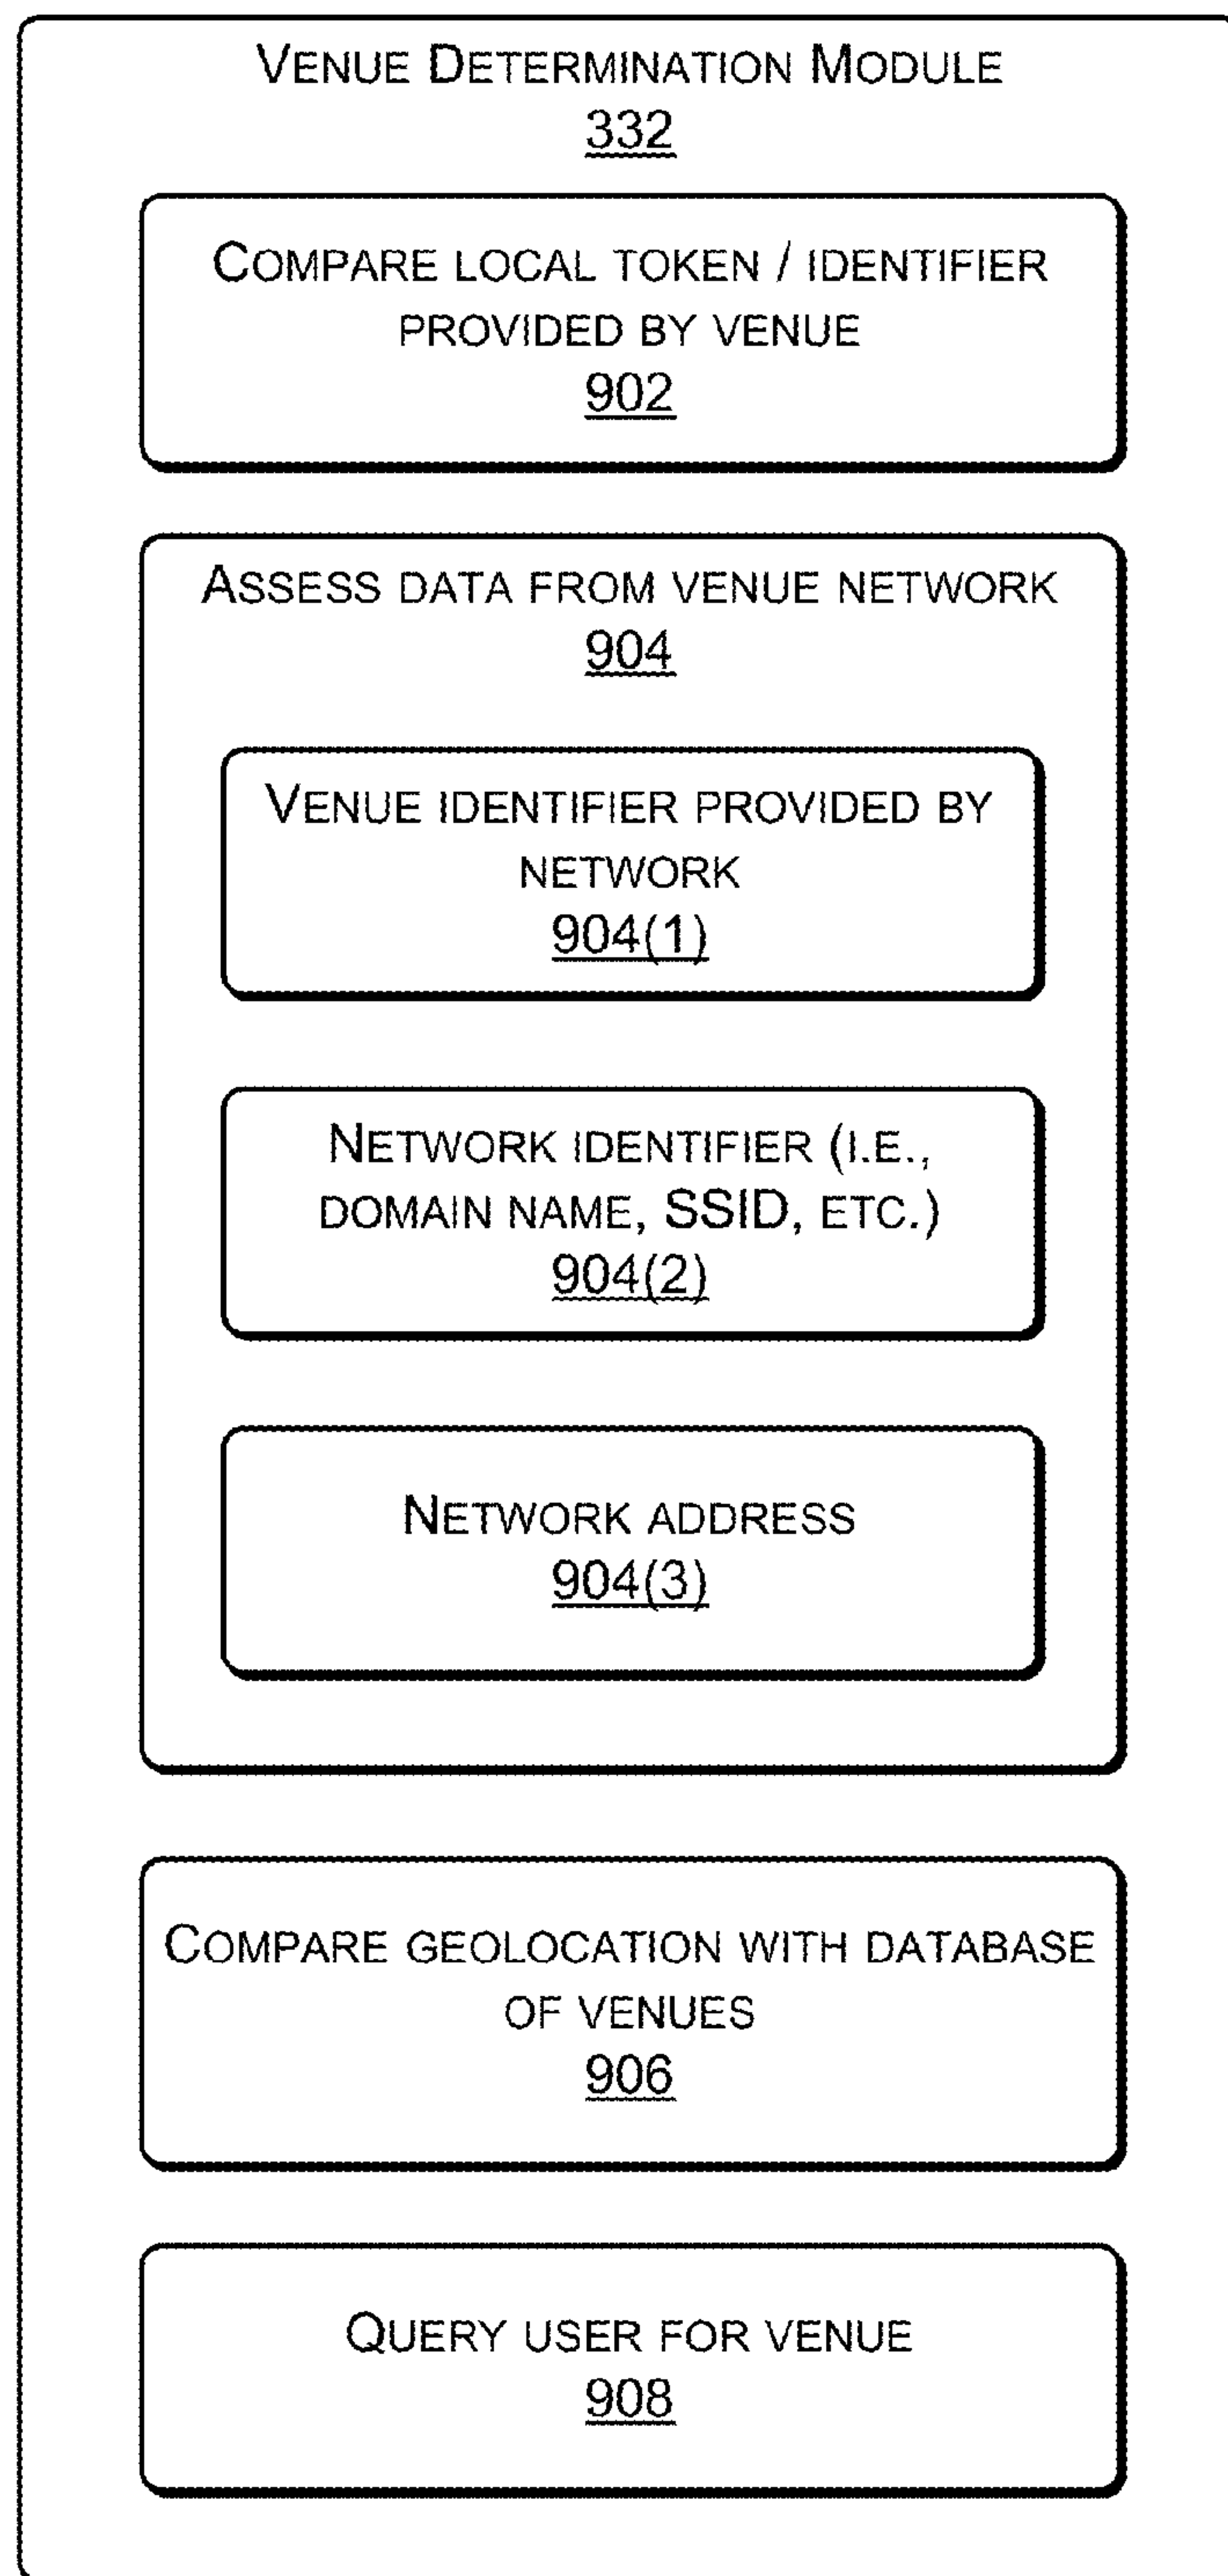 VENUE DETERMINATION MODULE
332
COMPARE LOCAL TOKEN / IDENTIFIER
PROVIDED BY VENUE
902
ASSESS DATA FROM VENUE NETWORK
904
VENUE IDENTIFIER PROVIDED BY
NETWORK
904(1)
NETWORK IDENTIFIER (I.E.,
DOMAIN NAME, SSID, ETC.)
904(2)
NETWORK ADDRESS
904(3)
COMPARE GEOLOCATION WITH DATABASE
OF VENUES
906
QUERY USER FOR VENUE
908